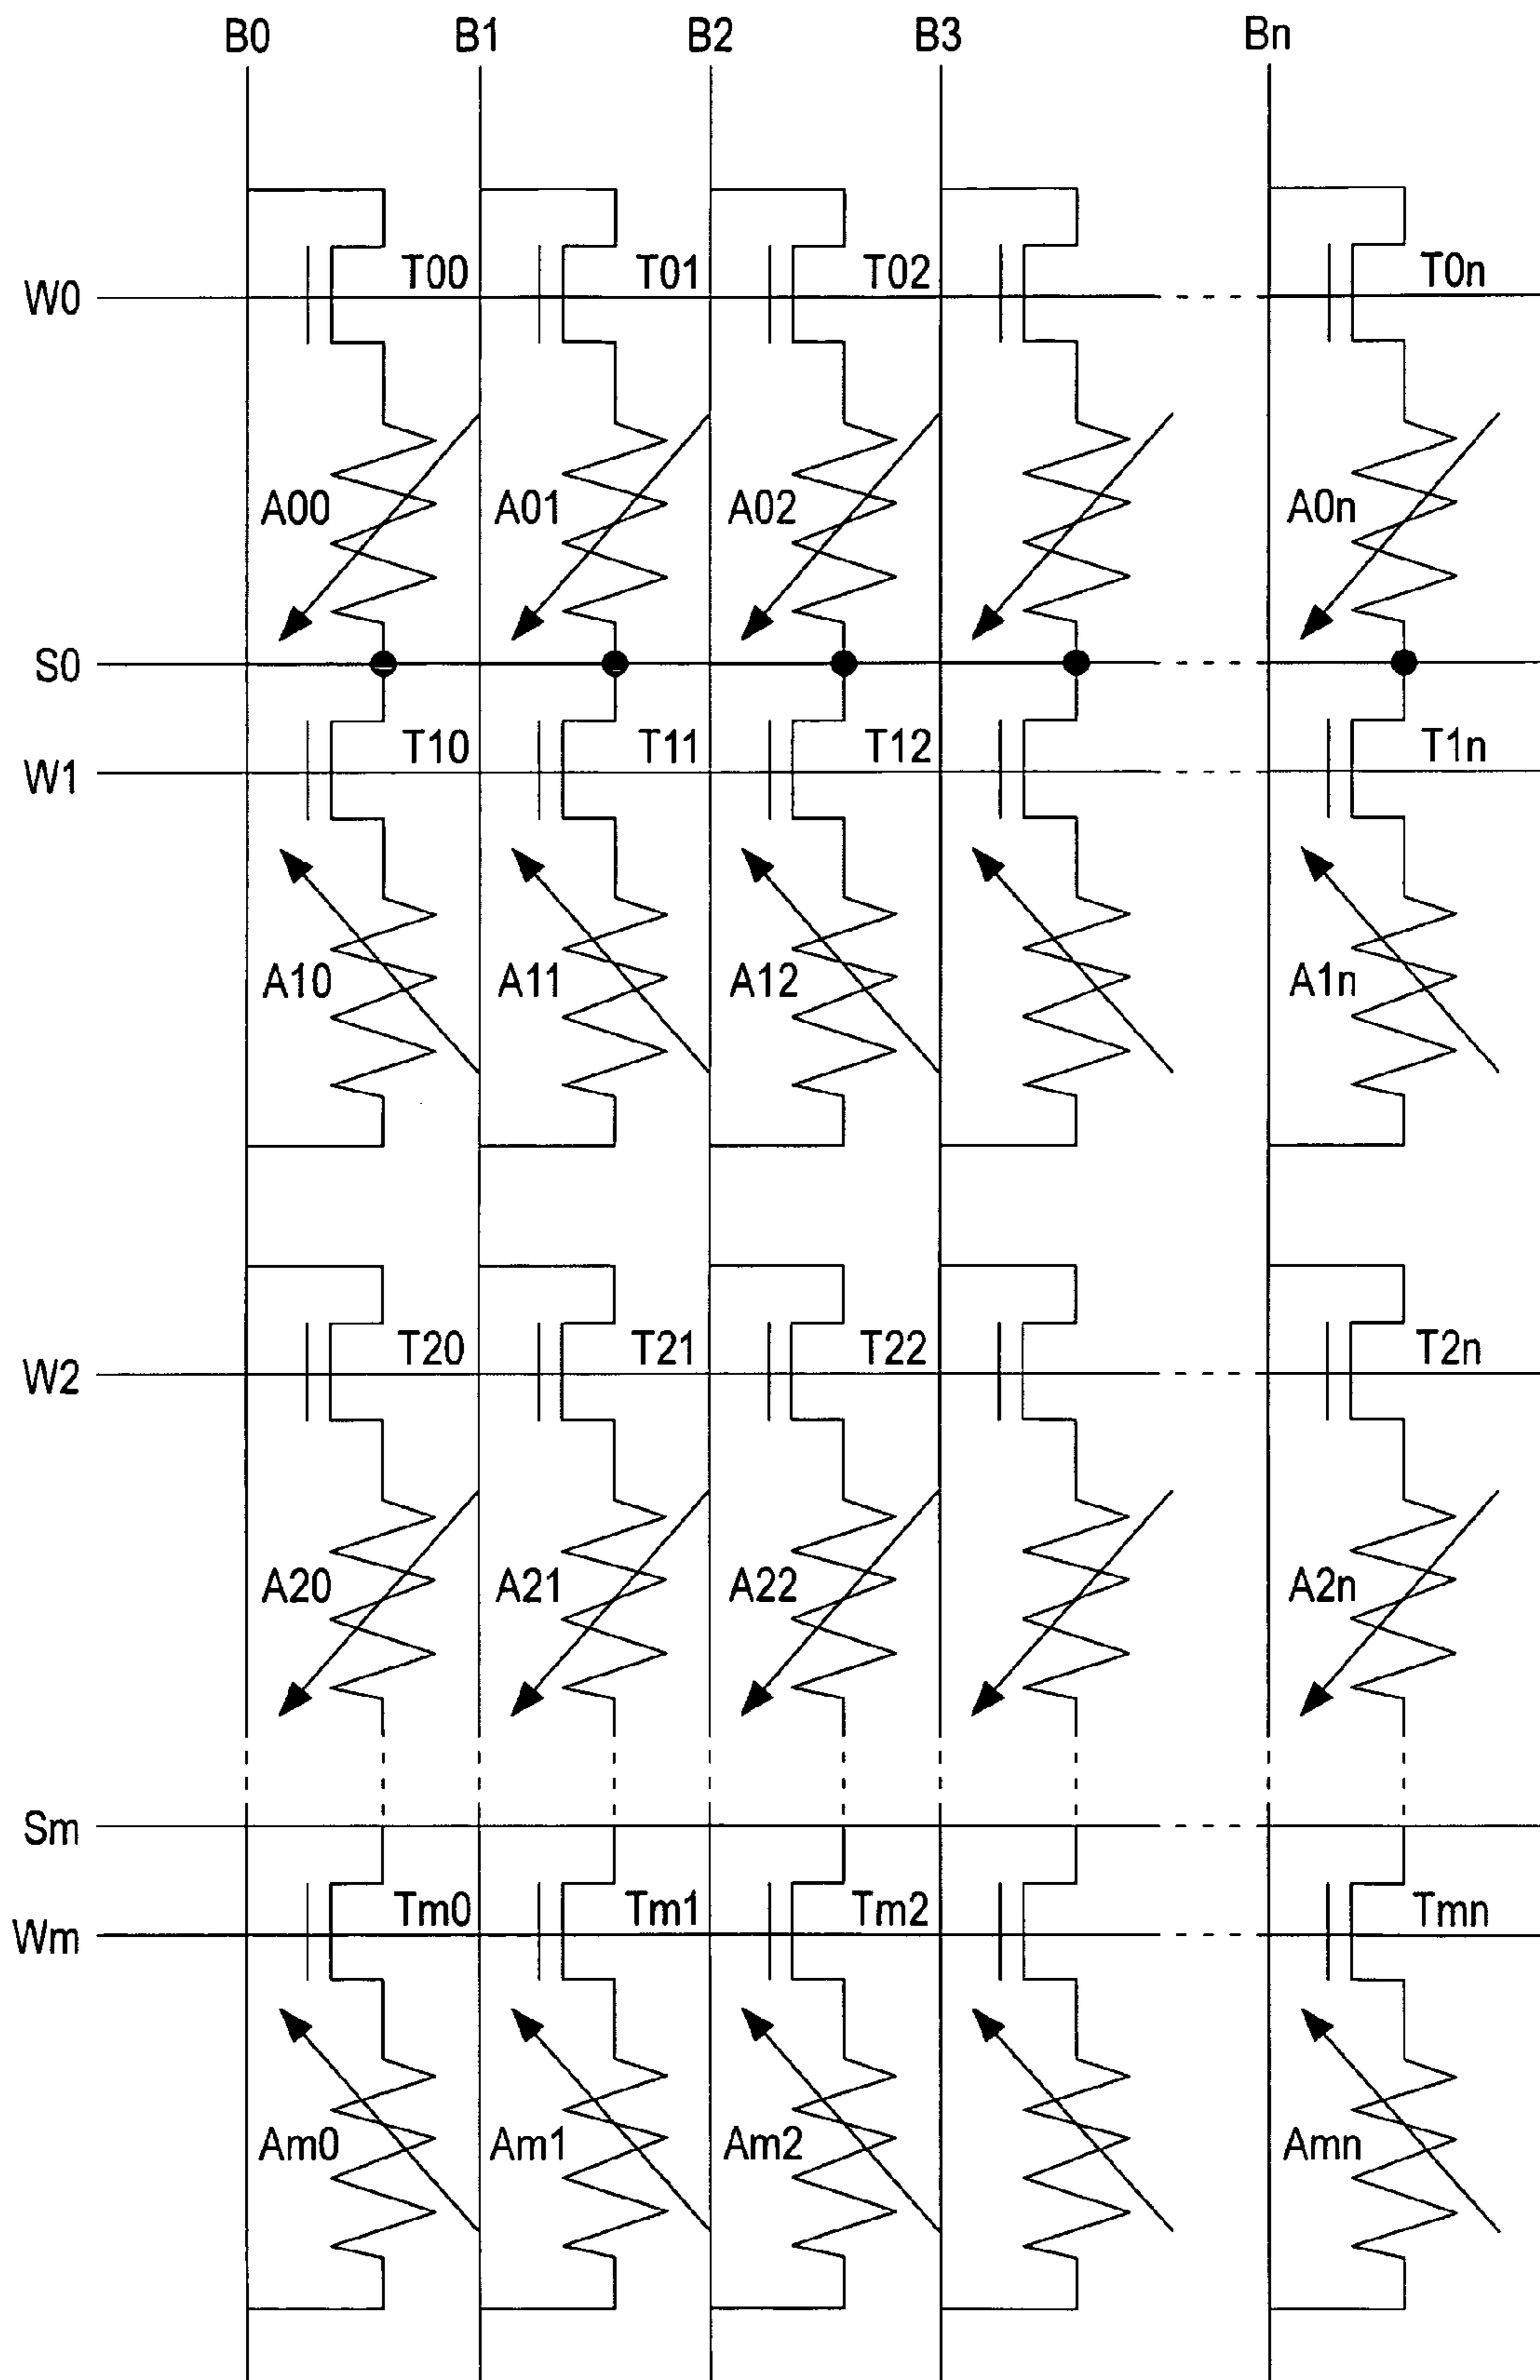 B0 B1 B2 B3 Bn
W0 T00 T01 T02 T0n
A00 A01 A02 A0n
S0
W1 T10 T11 T12 T1n
A10 A11 A12 A1n
W2 T20 T21 T22 T2n
A20 A21 A22 A2n
Sm
Wm Tm0 Tm1 Tm2 Tmn
Am0 Am1 Am2 Amn